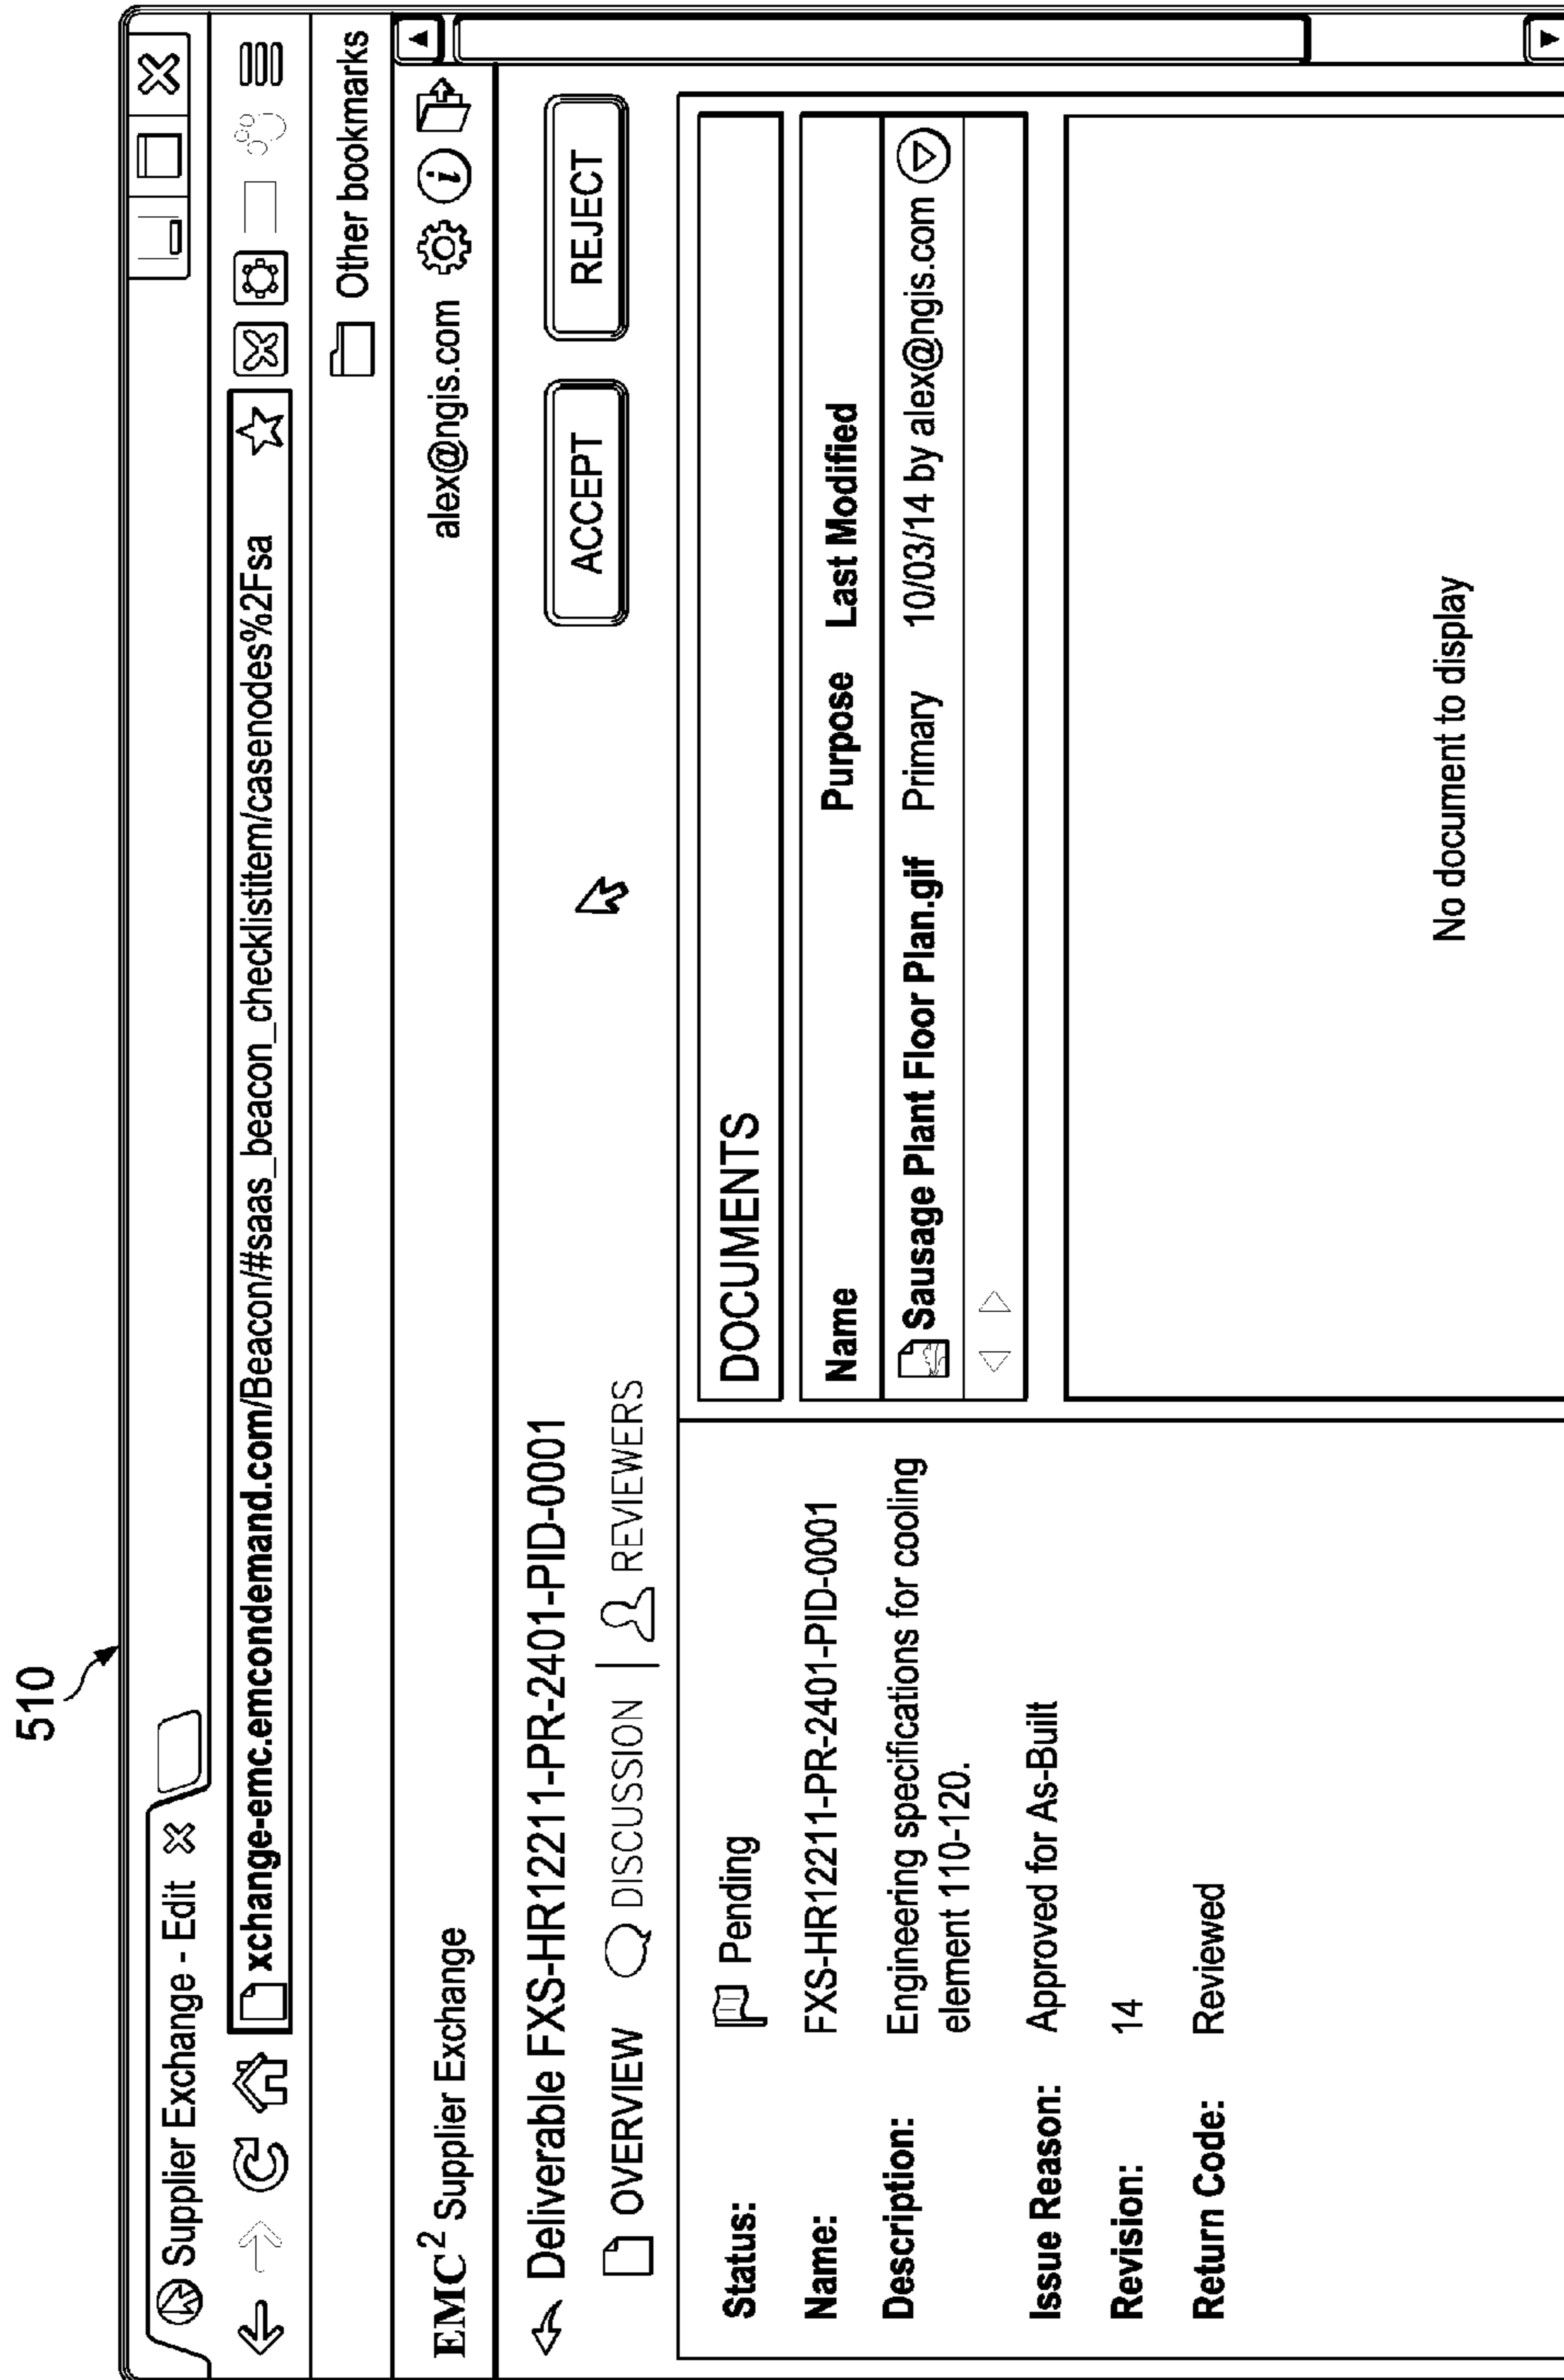 510
Supplier Exchange - Edit
xchange-emc.emcondemand.com/Beacon/#saas_beacon_checklistitem/casenodes%2Fsa
Other bookmarks
EMC² Supplier Exchange
alex@ngis.com
Deliverable FXS-HR12211-PR-2401-PID-0001
ACCEPT
REJECT
OVERVIEW
DISCUSSION
REVIEWERS
Status: Pending
Name: FXS-HR12211-PR-2401-PID-0001
Description: Engineering specifications for cooling
element 110-120.
Issue Reason: Approved for As-Built
Revision: 14
Return Code: Reviewed
DOCUMENTS
Name Purpose Last Modified
Sausage Plant Floor Plan.gif Primary 10/03/14 by alex@ngis.com
No document to display